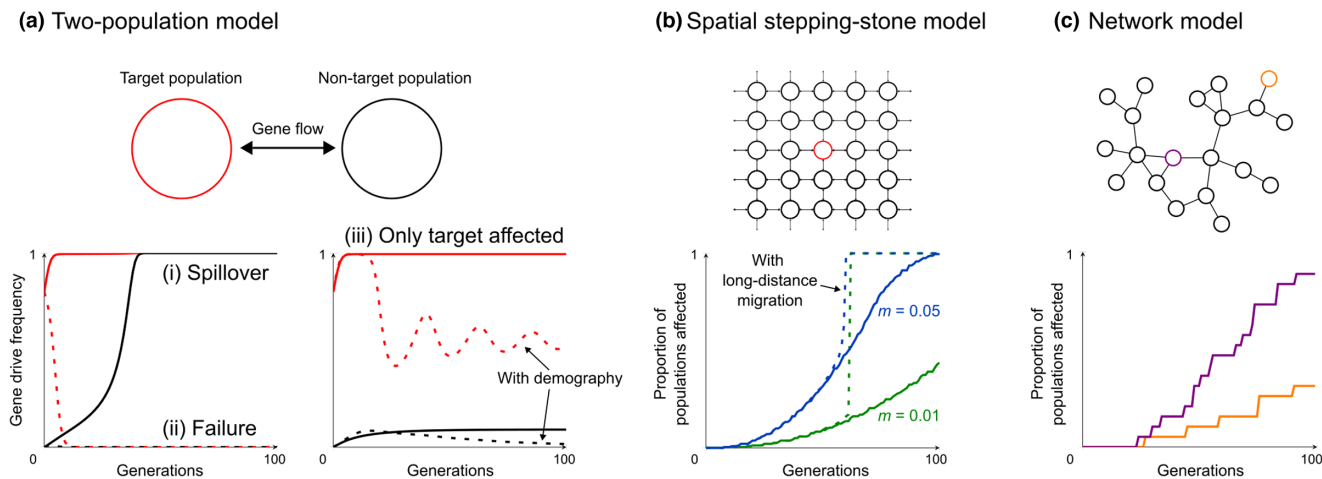 (a) Two-population model
Target population
Non-target population
Gene flow
Gene drive frequency
1
(i) Spillover
(ii) Failure
0
Generations
100
(iii) Only target affected
1
With demography
0
Generations
100
(b) Spatial stepping-stone model
Proportion of
populations affected
1
With
long-distance
migration
m = 0.05
m = 0.01
0
Generations
100
(c) Network model
Proportion of
populations affected
1
0
Generations
100